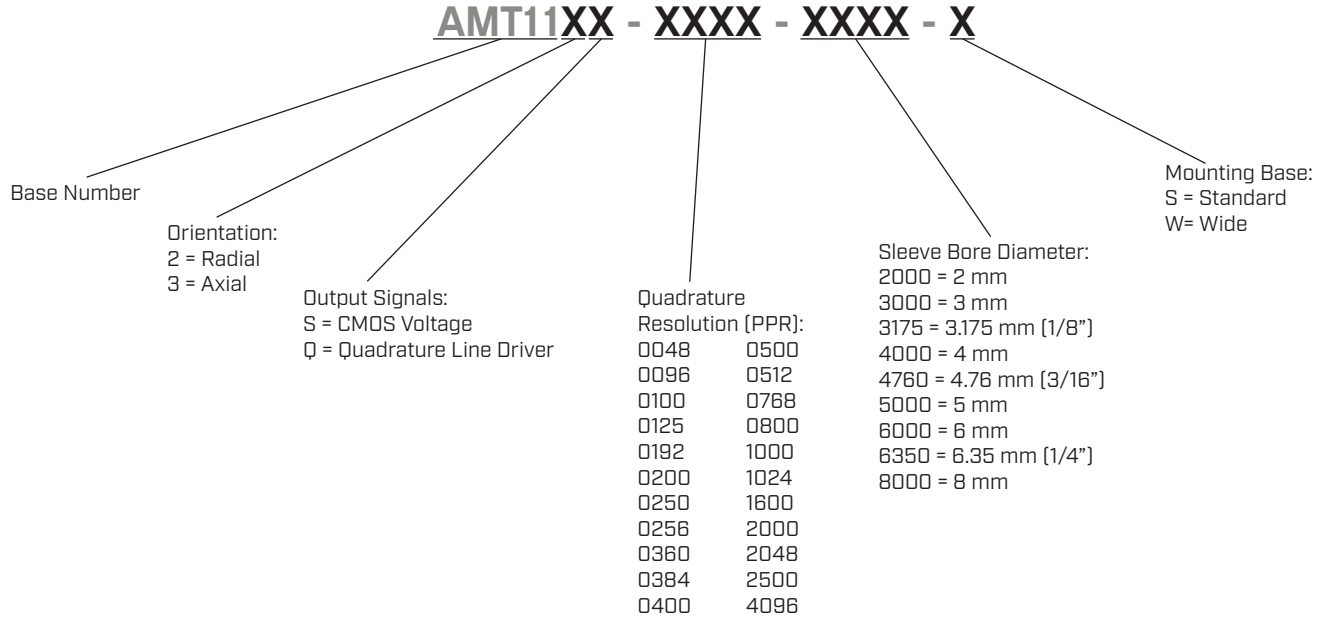 AMT11XX - XXXX - XXXX - X
Base Number
Orientation:
2 = Radial
3 = Axial
Output Signals:
S = CMOS Voltage
Q = Quadrature Line Driver
Quadrature
Resolution (PPR):
0048 0500
0096 0512
0100 0768
0125 0800
0192 1000
0200 1024
0250 1600
0256 2000
0360 2048
0384 2500
0400 4096
Sleeve Bore Diameter:
2000 = 2 mm
3000 = 3 mm
3175 = 3.175 mm (1/8”)
4000 = 4 mm
4760 = 4.76 mm (3/16”)
5000 = 5 mm
6000 = 6 mm
6350 = 6.35 mm (1/4”)
8000 = 8 mm
Mounting Base:
S = Standard
W= Wide